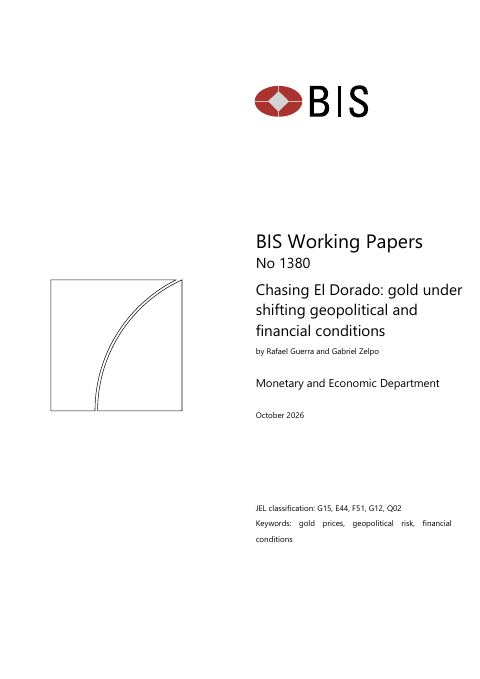 BIS
BIS Working Papers
No 1380
Chasing El Dorado: gold under
shifting geopolitical and
financial conditions
by Rafael Guerra and Gabriel Zelpo
Monetary and Economic Department
October 2026
JEL classification: G15, E44, F51, G12, Q02
Keywords: gold prices, geopolitical risk, financial
conditions